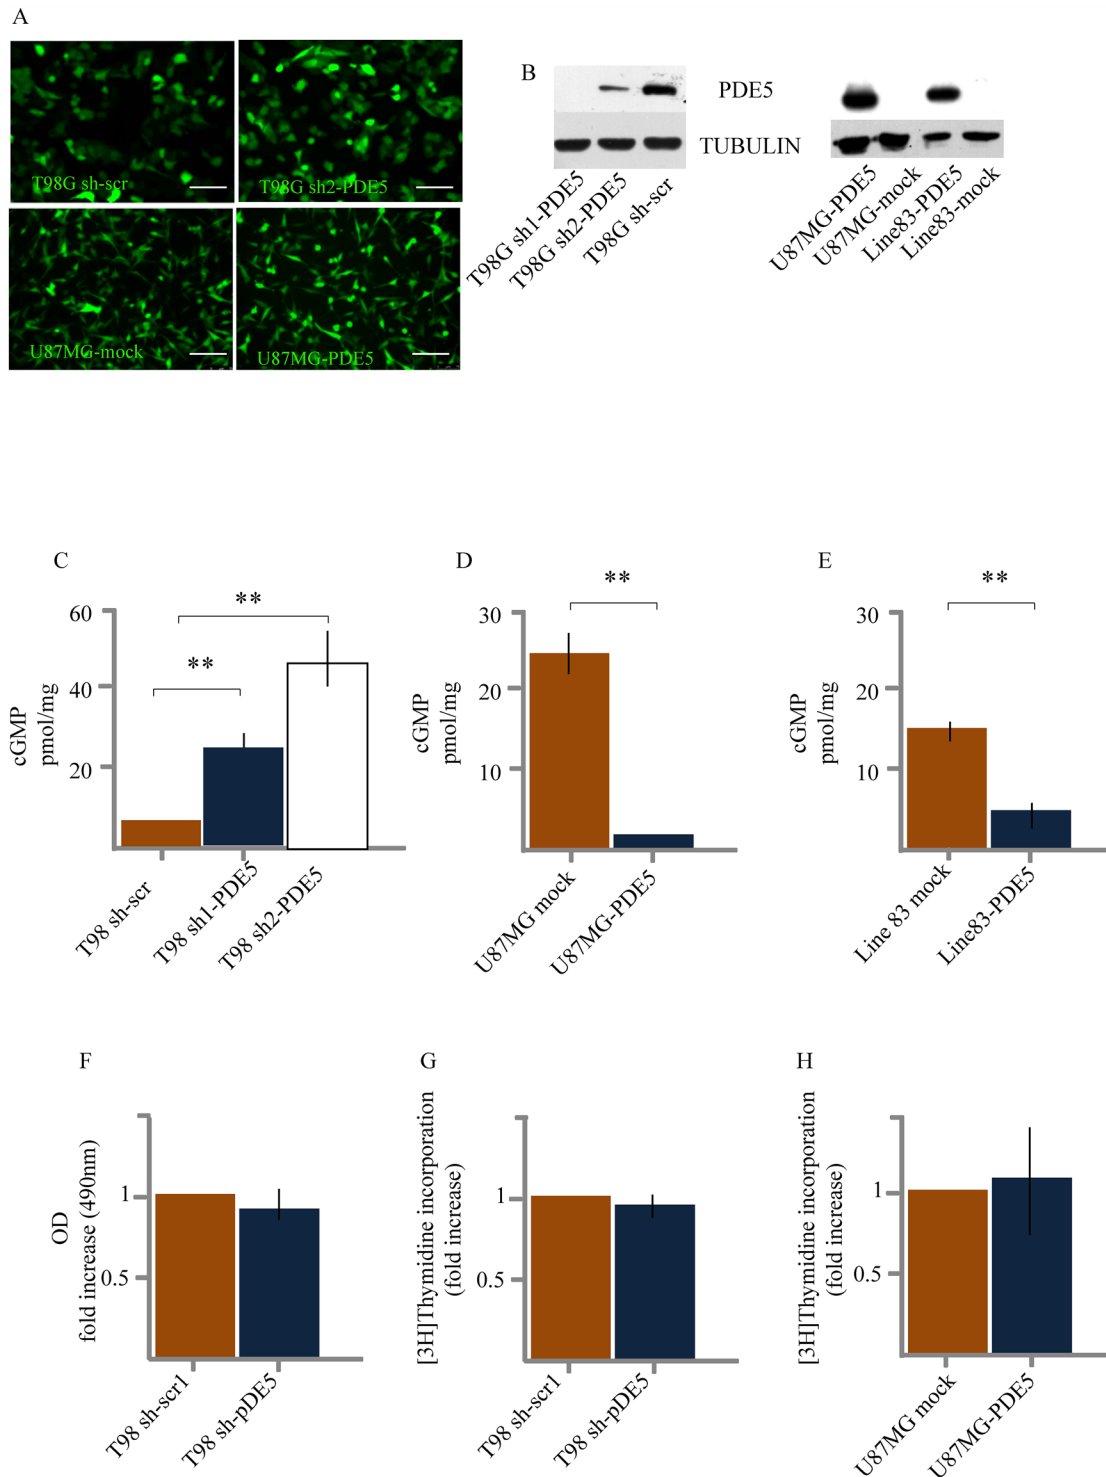 A
T98G sh-scr
T98G sh2-PDE5
U87MG-mock
U87MG-PDE5
B
PDE5
TUBULIN
T98G sh1-PDE5
T98G sh2-PDE5
T98G sh-scr
U87MG-PDE5
U87MG-mock
Line83-PDE5
Line83-mock
C
cGMP
pmol/mg
60
40
20
**
**
T98 sh-scr
T98 sh1-PDE5
T98 sh2-PDE5
D
cGMP
pmol/mg
30
20
10
**
U87MG mock
U87MG-PDE5
E
cGMP
pmol/mg
30
20
10
**
Line 83 mock
Line83-PDE5
F
OD
fold increase (490nm)
1
0.5
T98 sh-scr1
T98 sh-pDE5
G
[3H]Thymidine incorporation
(fold increase)
1
0.5
T98 sh-scr1
T98 sh-pDE5
H
[3H]Thymidine incorporation
(fold increase)
1
0.5
U87MG mock
U87MG-PDE5